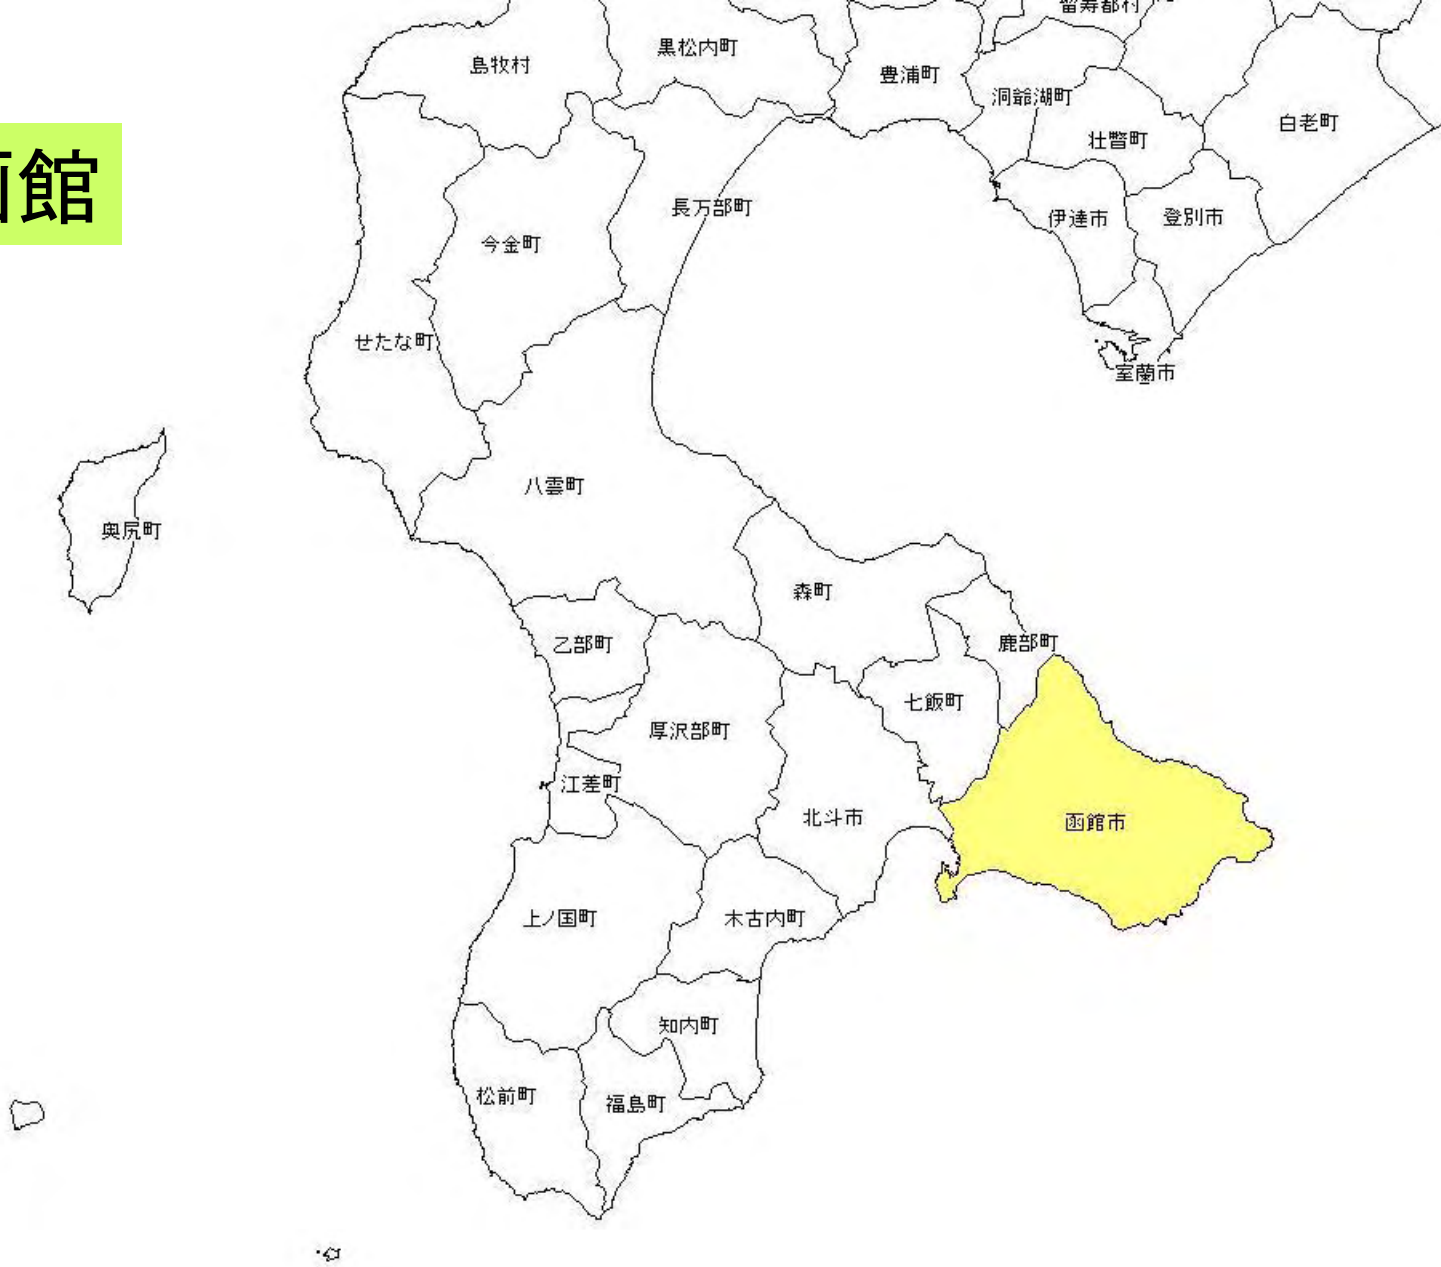 留寿都村
黒松内町
島牧村
豊浦町
洞爺湖町
白老町
壮瞥町
函館
長万部町
伊達市
登別市
今金町
せたな町
室蘭市
八雲町
奥尻町
森町
鹿部町
乙部町
七飯町
厚沢部町
江差町
北斗市
函館市
上ノ国町
木古内町
知内町
松前町
福島町